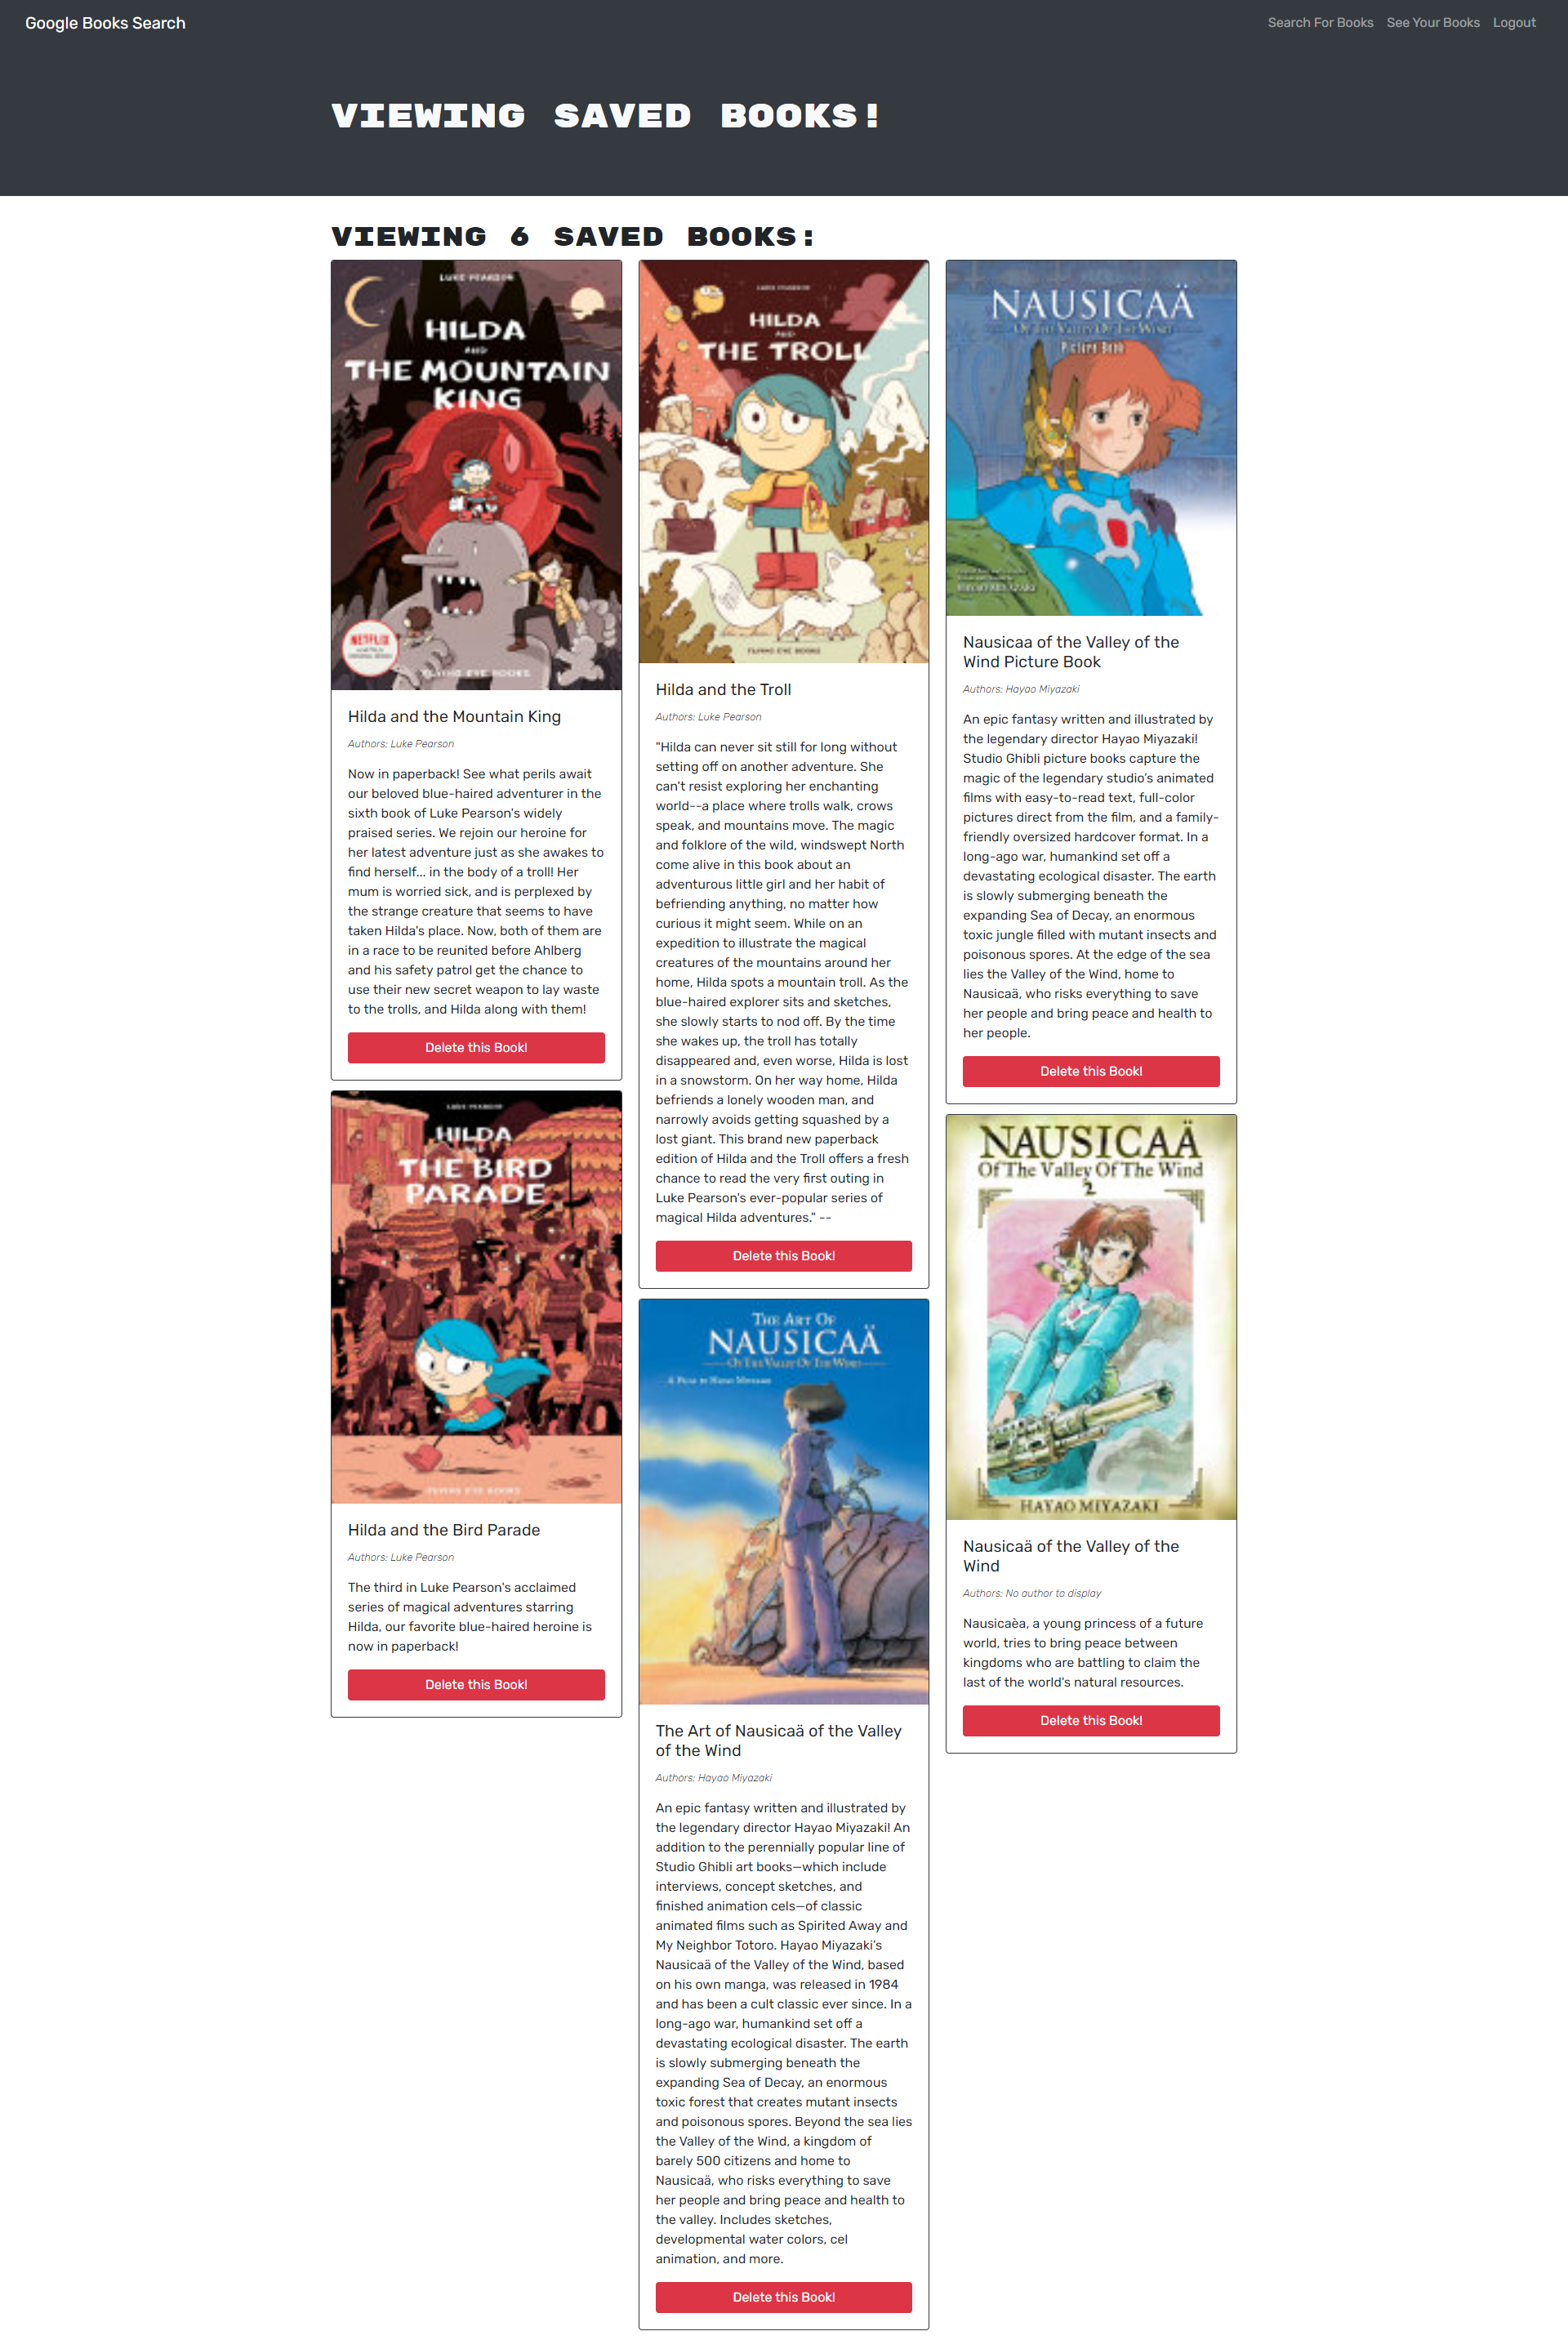 Google Books Search
Search For Books
See Your Books
Logout
VIEWING SAVED BOOKS!
VIEWING 6 SAVED BOOKS:
LUKE PEARSON
HILDA
AND
THE MOUNTAIN
KING
NETFLIX
FLYING EYE BOOKS
Hilda and the Mountain King
Authors: Luke Pearson
Now in paperback! See what perils await
our beloved blue-haired adventurer in the
sixth book of Luke Pearson's widely
praised series. We rejoin our heroine for
her latest adventure just as she awakes to
find herself... in the body of a troll! Her
mum is worried sick, and is perplexed by
the strange creature that seems to have
taken Hilda's place. Now, both of them are
in a race to be reunited before Ahlberg
and his safety patrol get the chance to
use their new secret weapon to lay waste
to the trolls, and Hilda along with them!
Delete this Book!
LUKE PEARSON
HILDA
THE BIRD
PARADE
FLYING EYE BOOKS
Hilda and the Bird Parade
Authors: Luke Pearson
The third in Luke Pearson's acclaimed
series of magical adventures starring
Hilda, our favorite blue-haired heroine is
now in paperback!
Delete this Book!
LUKE PEARSON
HILDA
AND
THE TROLL
FLYING EYE BOOKS
Hilda and the Troll
Authors: Luke Pearson
"Hilda can never sit still for long without
setting off on another adventure. She
can't resist exploring her enchanting
world--a place where trolls walk, crows
speak, and mountains move. The magic
and folklore of the wild, windswept North
come alive in this book about an
adventurous little girl and her habit of
befriending anything, no matter how
curious it might seem. While on an
expedition to illustrate the magical
creatures of the mountains around her
home, Hilda spots a mountain troll. As the
blue-haired explorer sits and sketches,
she slowly starts to nod off. By the time
she wakes up, the troll has totally
disappeared and, even worse, Hilda is lost
in a snowstorm. On her way home, Hilda
befriends a lonely wooden man, and
narrowly avoids getting squashed by a
lost giant. This brand new paperback
edition of Hilda and the Troll offers a fresh
chance to read the very first outing in
Luke Pearson's ever-popular series of
magical Hilda adventures." --
Delete this Book!
THE ART OF
NAUSICAÄ
OF THE VALLEY OF THE WIND
A FILM BY HAYAO MIYAZAKI
The Art of Nausicaä of the Valley
of the Wind
Authors: Hayao Miyazaki
An epic fantasy written and illustrated by
the legendary director Hayao Miyazaki! An
addition to the perennially popular line of
Studio Ghibli art books—which include
interviews, concept sketches, and
finished animation cels—of classic
animated films such as Spirited Away and
My Neighbor Totoro. Hayao Miyazaki's
Nausicaä of the Valley of the Wind, based
on his own manga, was released in 1984
and has been a cult classic ever since. In a
long-ago war, humankind set off a
devastating ecological disaster. The earth
is slowly submerging beneath the
expanding Sea of Decay, an enormous
toxic forest that creates mutant insects
and poisonous spores. Beyond the sea lies
the Valley of the Wind, a kingdom of
barely 500 citizens and home to
Nausicaä, who risks everything to save
her people and bring peace and health to
the valley. Includes sketches,
developmental water colors, cel
animation, and more.
Delete this Book!
NAUSICAÄ
OF THE VALLEY OF THE WIND
Picture Book
HAYAO MIYAZAKI
Nausicaa of the Valley of the
Wind Picture Book
Authors: Hayao Miyazaki
An epic fantasy written and illustrated by
the legendary director Hayao Miyazaki!
Studio Ghibli picture books capture the
magic of the legendary studio's animated
films with easy-to-read text, full-color
pictures direct from the film, and a family-
friendly oversized hardcover format. In a
long-ago war, humankind set off a
devastating ecological disaster. The earth
is slowly submerging beneath the
expanding Sea of Decay, an enormous
toxic jungle filled with mutant insects and
poisonous spores. At the edge of the sea
lies the Valley of the Wind, home to
Nausicaä, who risks everything to save
her people and bring peace and health to
her people.
Delete this Book!
NAUSICAÄ
Of The Valley Of The Wind
2
HAYAO MIYAZAKI
Nausicaä of the Valley of the
Wind
Authors: No author to display
Nausicaèa, a young princess of a future
world, tries to bring peace between
kingdoms who are battling to claim the
last of the world's natural resources.
Delete this Book!